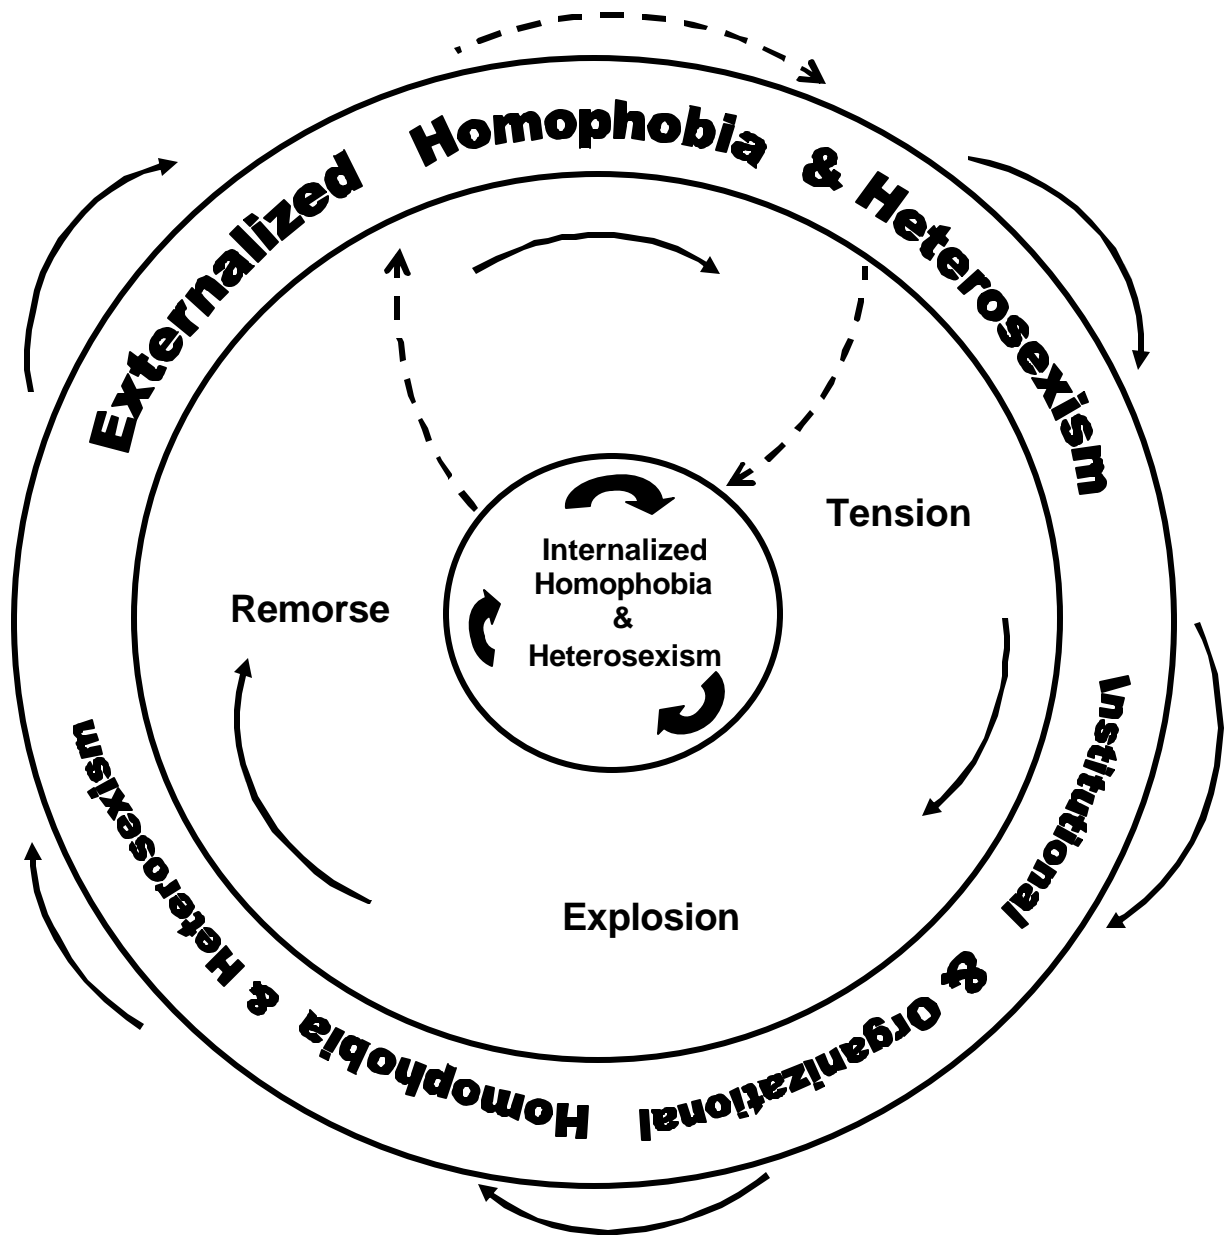 Externalized Homophobia & Heterosexism
Tension
Internalized
Homophobia
&
Heterosexism
Remorse
Explosion
Institutional & Organizational Homophobia & Heterosexism